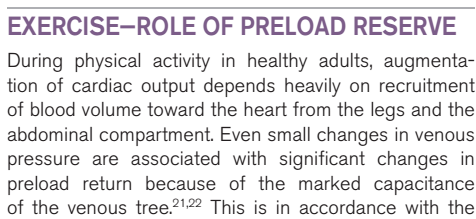 EXERCISE—ROLE OF PRELOAD RESERVE
During physical activity in healthy adults, augmenta-
tion of cardiac output depends heavily on recruitment
of blood volume toward the heart from the legs and the
abdominal compartment. Even small changes in venous
pressure are associated with significant changes in
preload return because of the marked capacitance
of the venous tree.21,22 This is in accordance with the